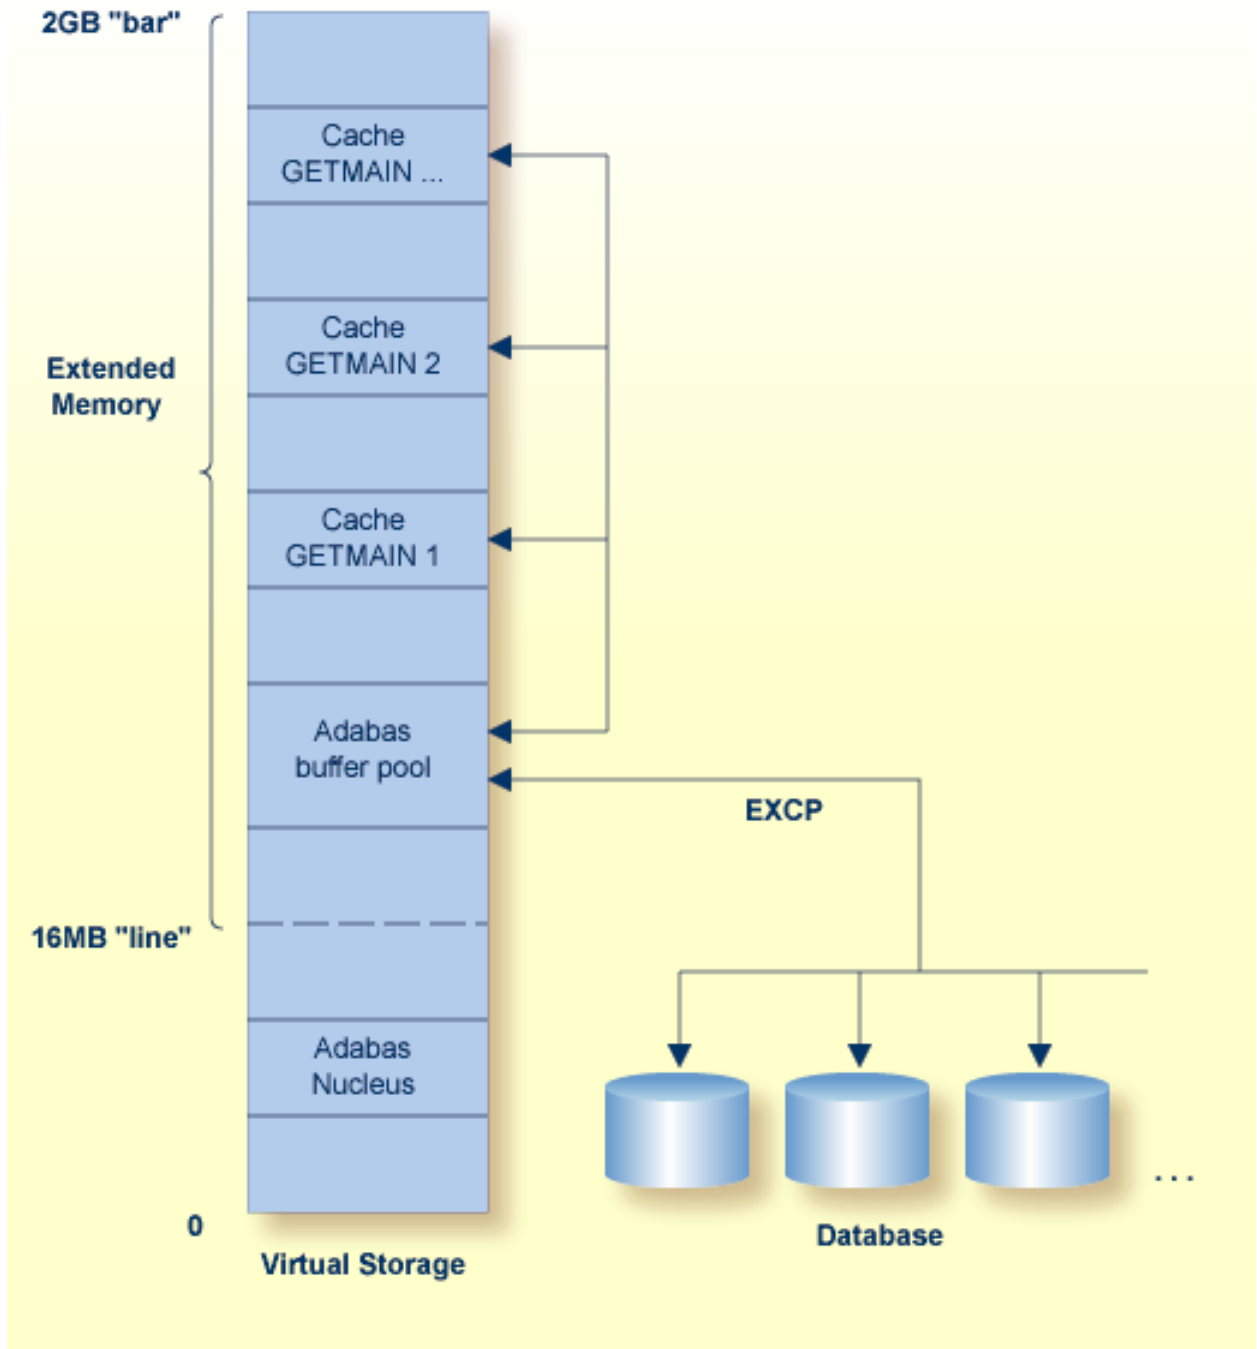 2GB "bar"
Cache
GETMAIN ...
Cache
GETMAIN 2
Extended
Memory
Cache
GETMAIN 1
Adabas
buffer pool
EXCP
16MB "line"
Adabas
Nucleus
...
0
Database
Virtual Storage